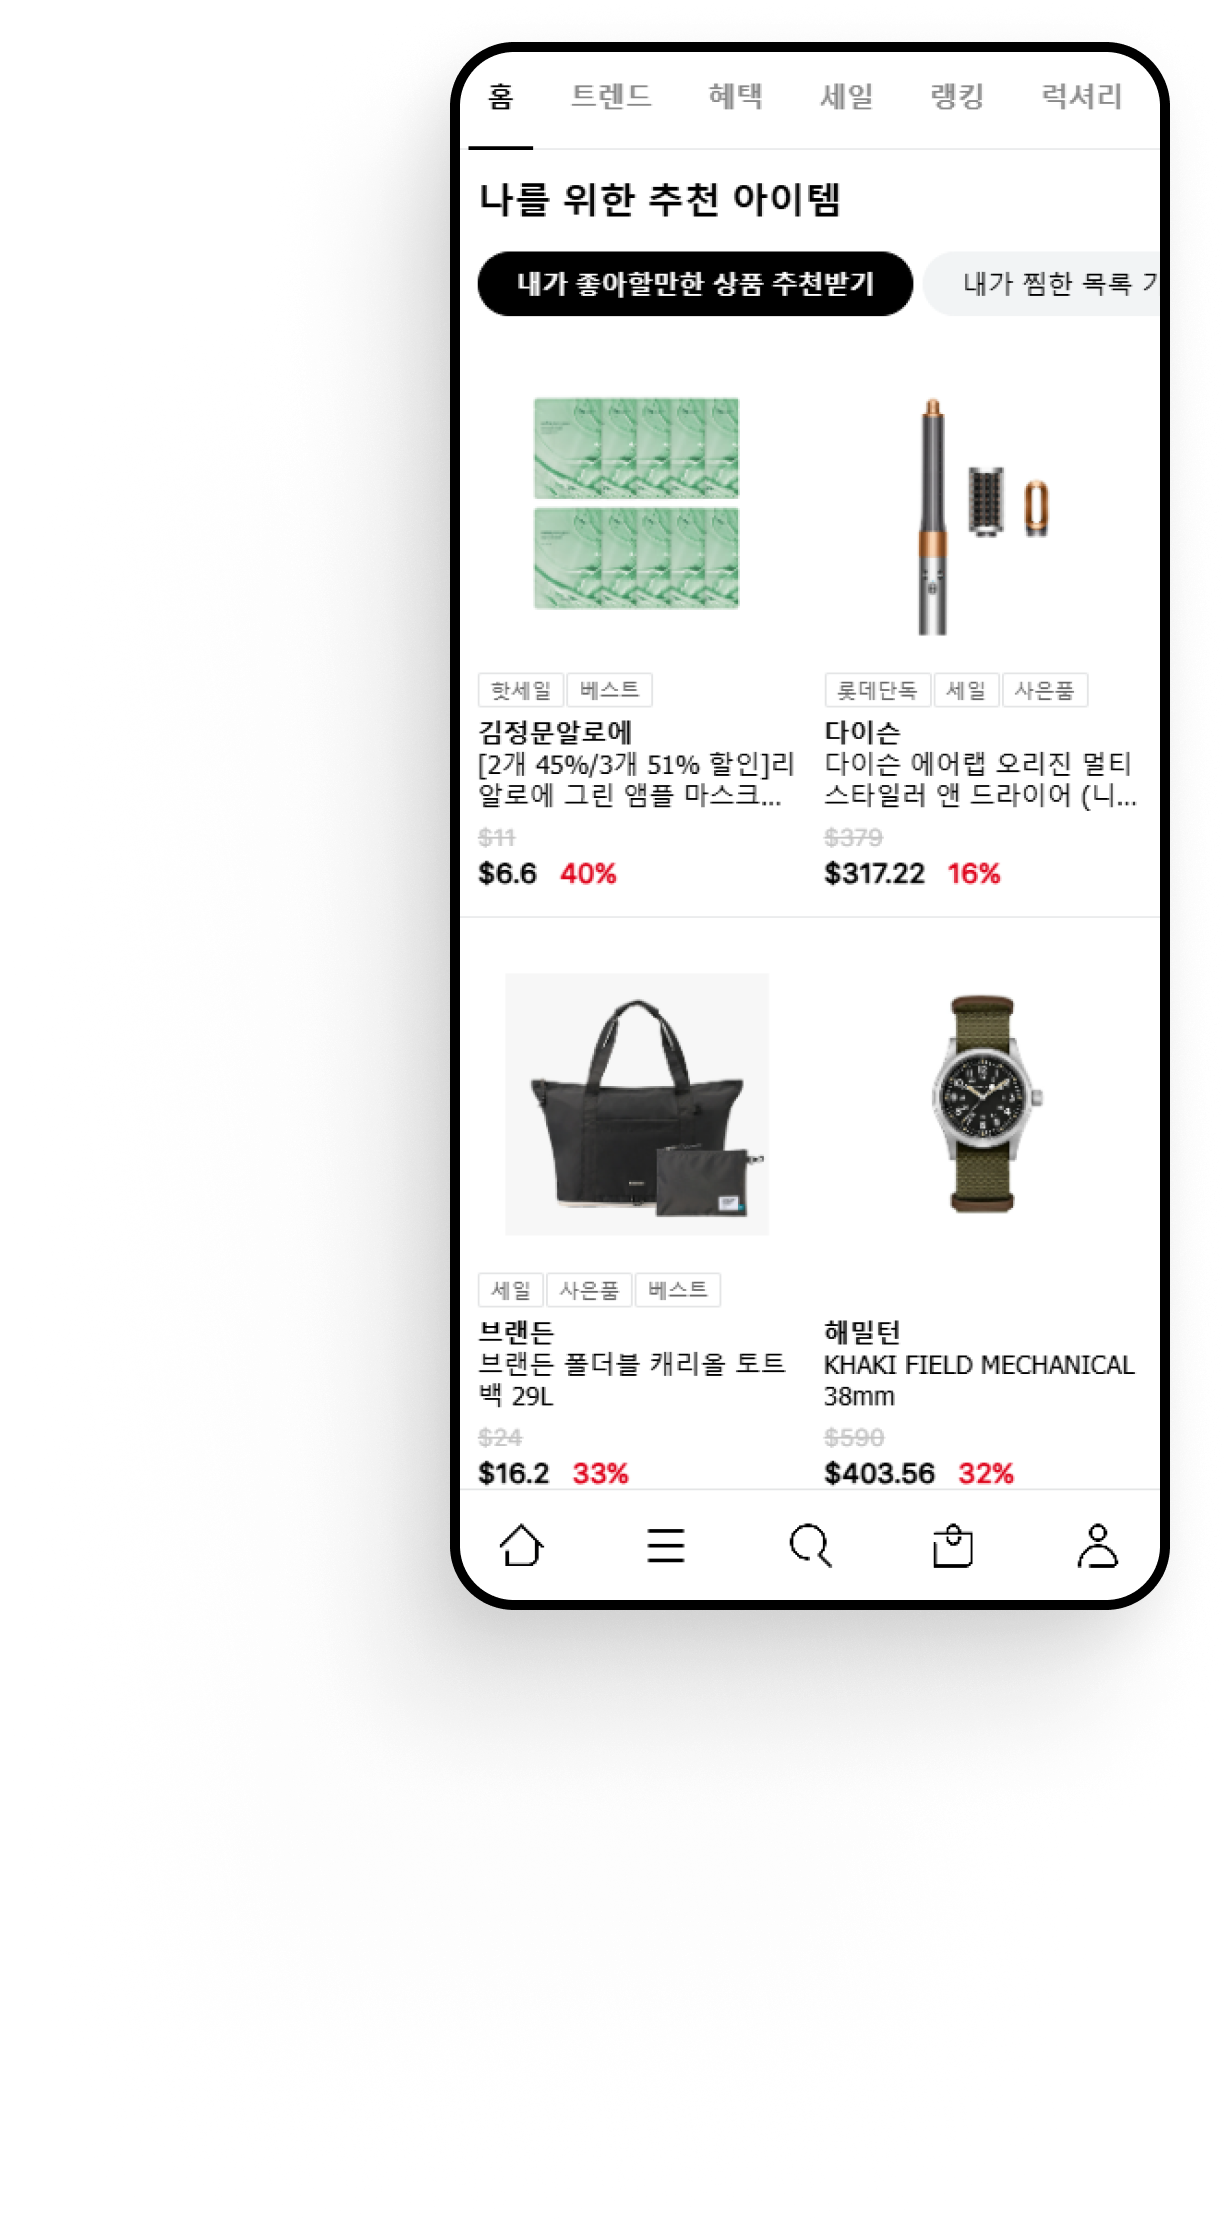 홈 트렌드 혜택 세일 랭킹 럭셔리
나를 위한 추천 아이템
내가 좋아할만한 상품 추천받기 내가 찜한 목록
핫세일 베스트
김정문알로에
[2개 45%/3개 51% 할인]리
알로에 그린 앰플 마스크...
$11
$6.6 40%
롯데단독 세일 사은품
다이슨
다이슨 에어랩 오리진 멀티
스타일러 앤 드라이어 (니...
$379
$317.22 16%
세일 사은품 베스트
브랜든
브랜든 폴더블 캐리올 토트
백 29L
$24
$16.2 33%
해밀턴
KHAKI FIELD MECHANICAL
38mm
$590
$403.56 32%